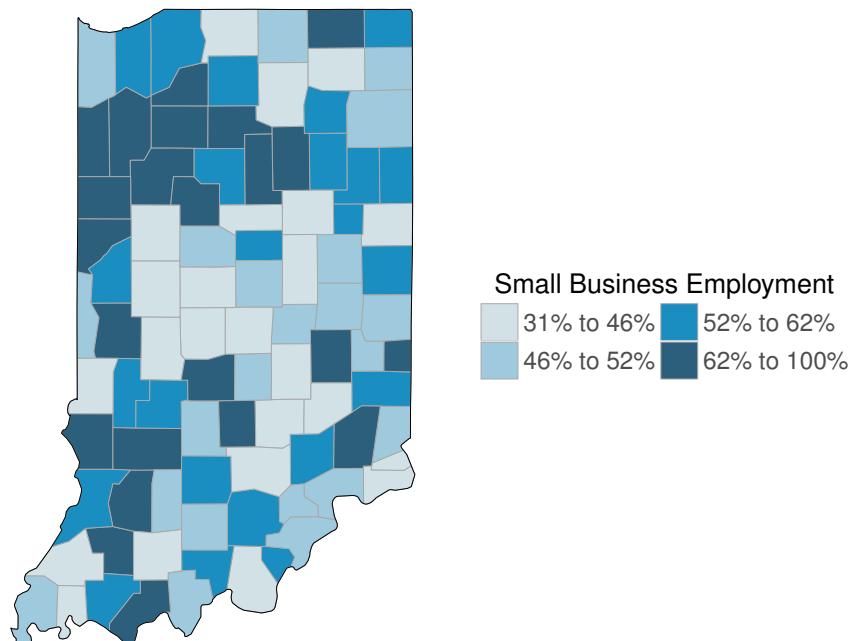 Small Business Employment
31% to 46% 52% to 62%
46% to 52% 62% to 100%